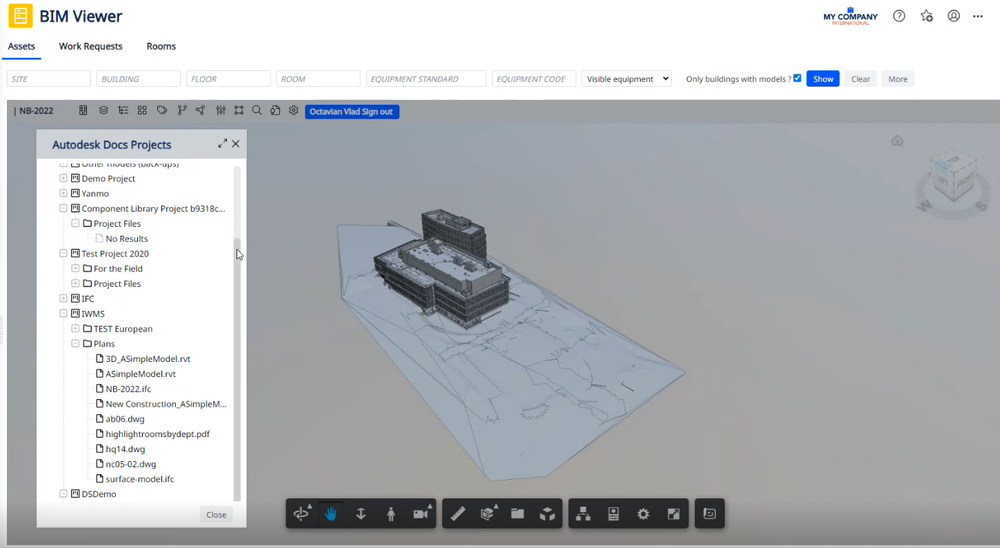 BIM Viewer
MY COMPANY
INTERNATIONAL
Assets Work Requests Rooms
SITE BUILDING FLOOR ROOM EQUIPMENT STANDARD EQUIPMENT CODE Visible equipment Only buildings with models ? Show Clear More
| NB-2022 Octavian Vlad Sign out
Autodesk Docs Projects
Other models (back-ups)
Demo Project
Yanmo
Component Library Project b9318c...
Project Files
No Results
Test Project 2020
For the Field
Project Files
IFC
IWMS
TEST European
Plans
3D_ASimpleModel.rvt
ASimpleModel.rvt
NB-2022.ifc
New Construction_ASimpleM...
ab06.dwg
highlightroomsbydept.pdf
hq14.dwg
nc05-02.dwg
surface-model.ifc
DSDemo
Close